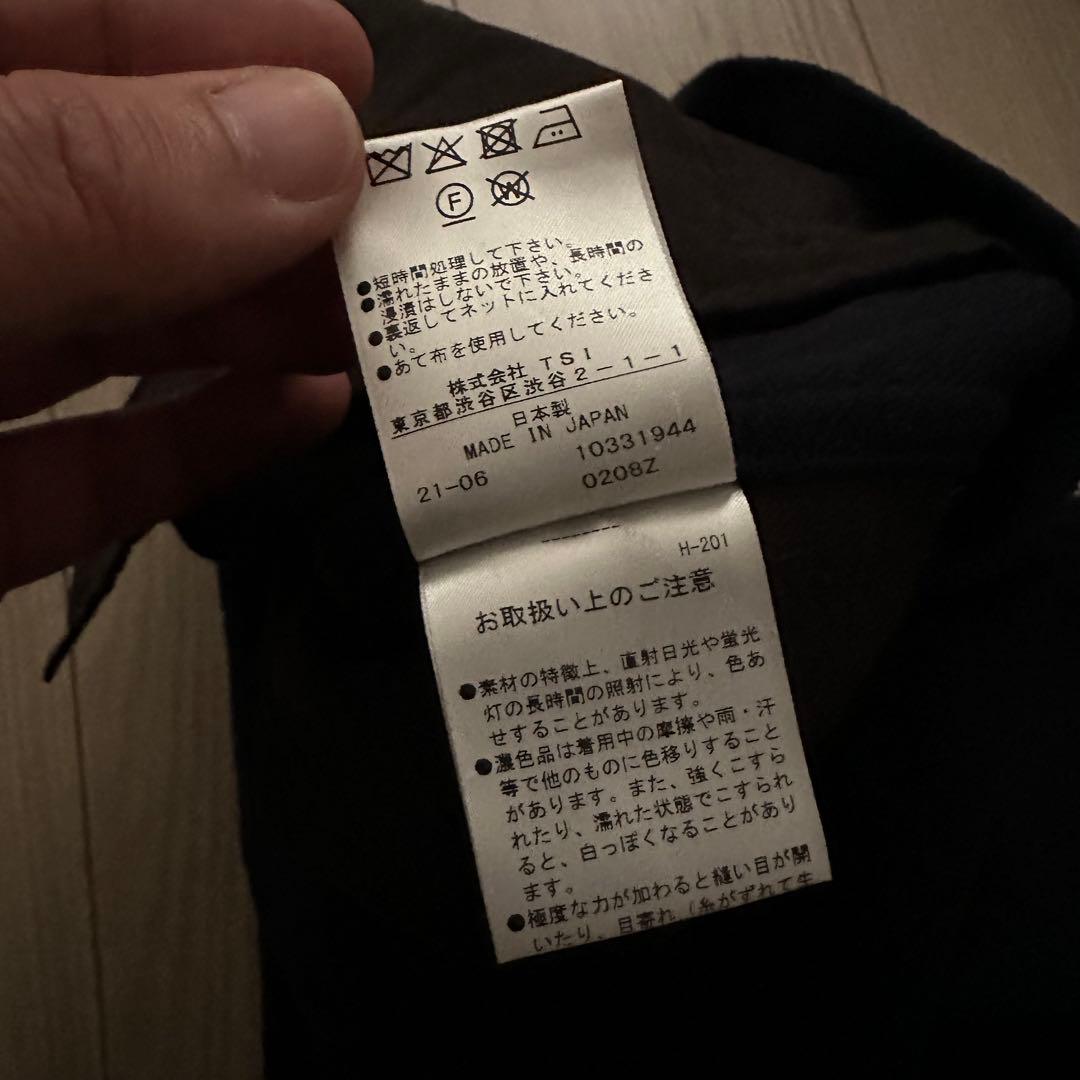 F W
●短時間処理して下さい。
●濡れたままの放置や、長時間の
浸漬はしないで下さい。
●裏返してネットに入れてくださ
い。
●あて布を使用してください。
株式会社 TSI
東京都渋谷区渋谷2-1-1
日本製
MADE IN JAPAN
21-06 10331944
0208Z
H-201
お取扱い上のご注意
●素材の特徴上、直射日光や蛍光
灯の長時間の照射により、色あ
せすることがあります。
●濃色品は着用中の摩擦や雨・汗
等で他のものに色移りすること
があります。また、強くこすら
れたり、濡れた状態でこすられ
ると、白っぽくなることがあり
ます。
●極度な力が加わると縫い目が開
いたり、目寄れ(糸がずれて生